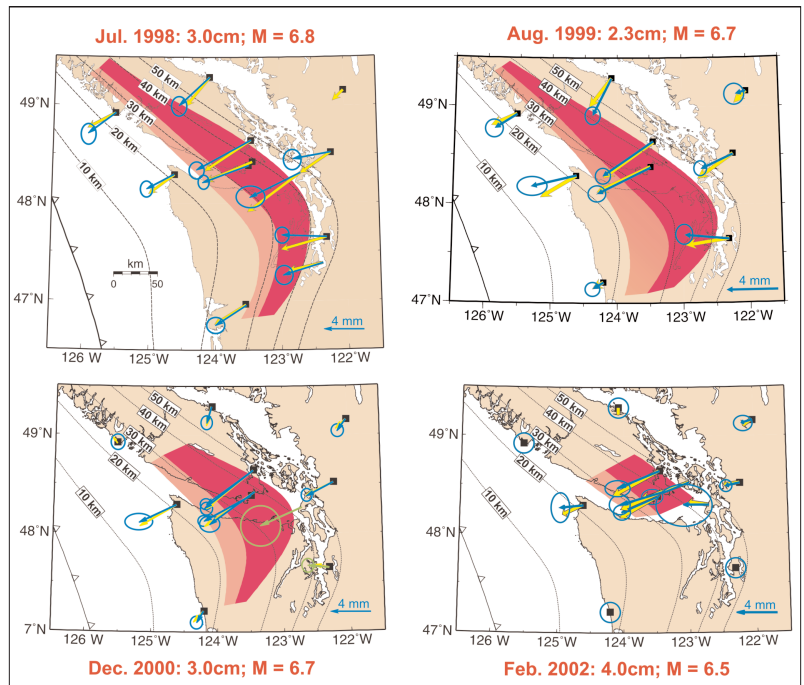 Jul. 1998: 3.0cm; M = 6.8
Aug. 1999: 2.3cm; M = 6.7
49˚N
48˚N
47˚N
50 km
40 km
30 km
20 km
10 km
km
0 50
4 mm
126˚W 125˚W 124˚W 123˚W 122˚W
49˚N
48˚N
47˚N
50 km
40 km
30 km
20 km
10 km
4 mm
126˚W 125˚W 124˚W 123˚W 122˚W
49˚N
48˚N
7˚N
50 km
40 km
30 km
20 km
10 km
4 mm
126˚W 125˚W 124˚W 123˚W 122˚W
49˚N
48˚N
47˚N
50 km
40 km
30 km
20 km
10 km
4 mm
126˚W 125˚W 124˚W 123˚W 122˚W
Dec. 2000: 3.0cm; M = 6.7
Feb. 2002: 4.0cm; M = 6.5